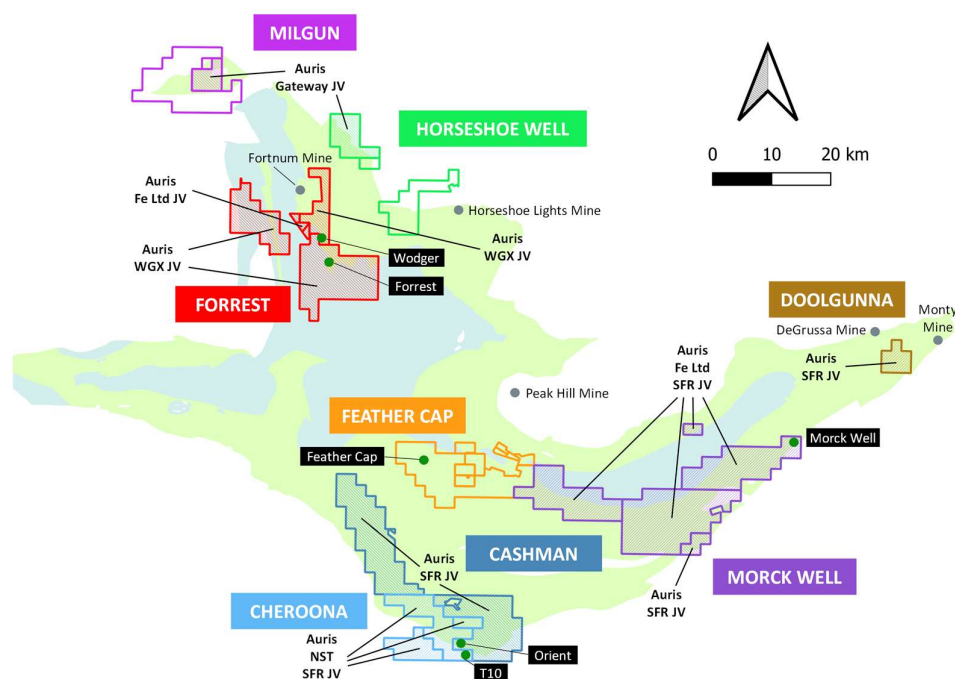 MILGUN
Auris
Gateway JV
HORSESHOE WELL
0 10 20 km
Fortnum Mine
Auris
Fe Ltd JV
Horseshoe Lights Mine
Auris
WGX JV
Auris
WGX JV
Wodger
Forrest
FORREST
DOOLGUNNA
Monty
Mine
DeGrussa Mine
Auris
Fe Ltd
SFR JV
Auris
SFR JV
Peak Hill Mine
FEATHER CAP
Feather Cap
Morck Well
Auris
SFR JV
CASHMAN
MORCK WELL
Auris
SFR JV
CHEROONA
Auris
NST
SFR JV
Orient
T10